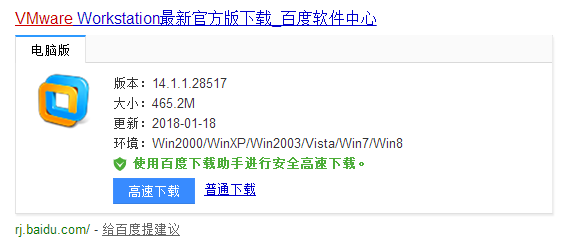 VMware Workstation最新官方版下载_百度软件中心
电脑版
版本：14.1.1.28517
大小：465.2M
更新：2018-01-18
环境：Win2000/WinXP/Win2003/Vista/Win7/Win8
使用百度下载助手进行安全高速下载。
高速下载 普通下载
rj.baidu.com/ - 给百度提建议